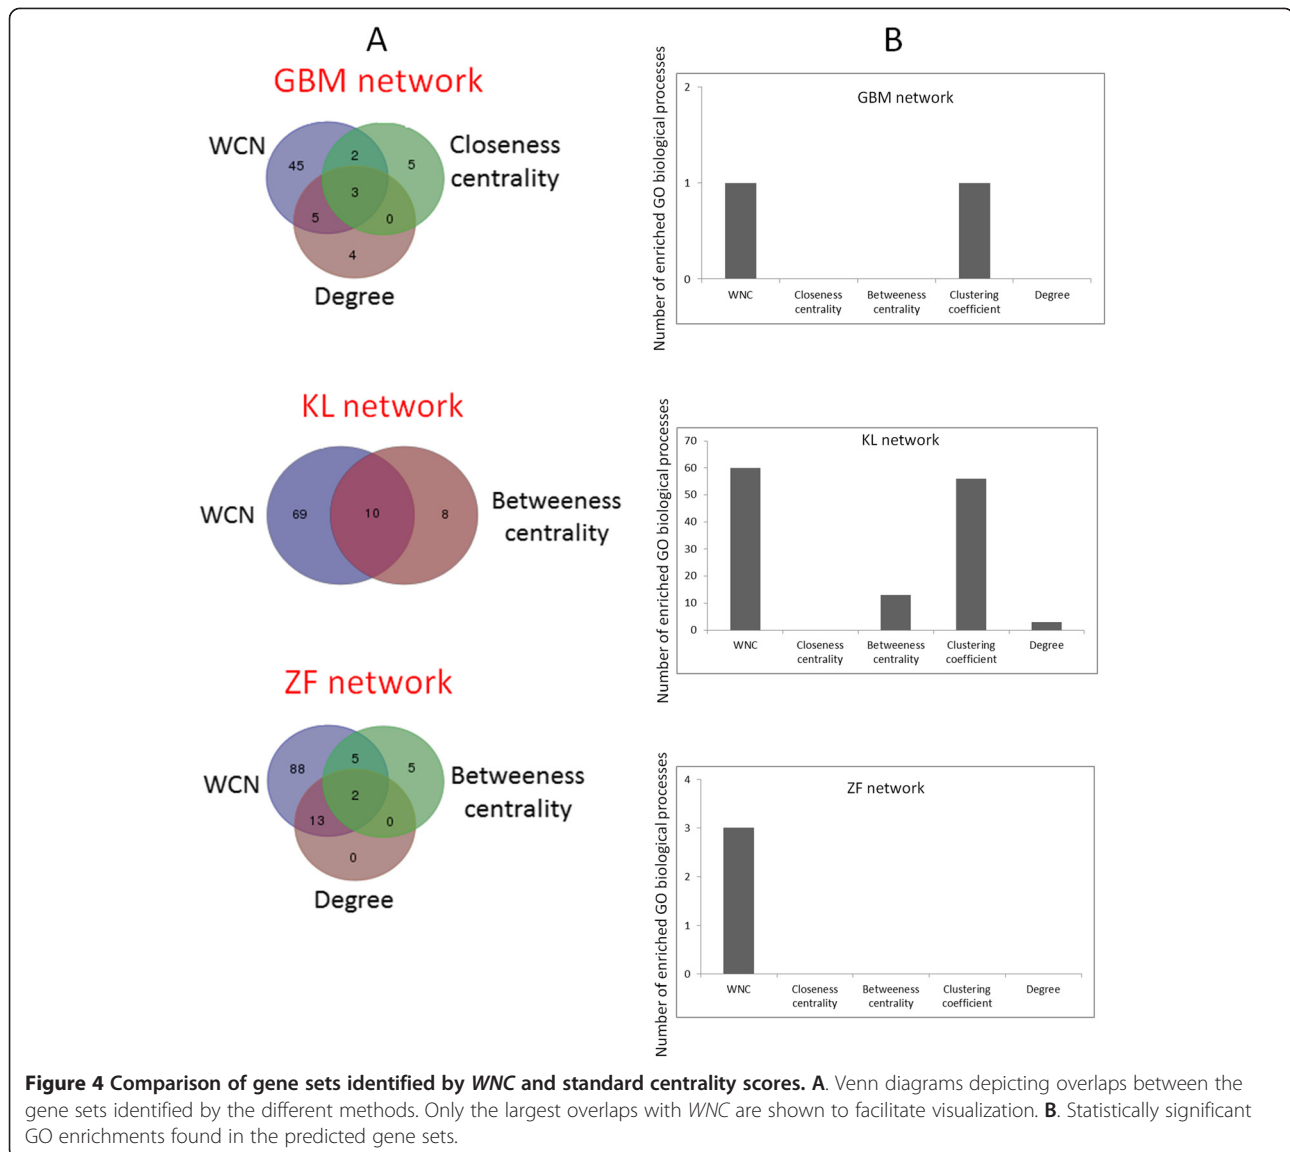 A
GBM network
WCN
Closeness
centrality
45
2
5
3
5
0
4
Degree
KL network
WCN
69
10
8
Betweeness
centrality
ZF network
WCN
88
5
5
Betweeness
centrality
2
13
0
0
Degree
B
Number of enriched GO biological processes
GBM network
2
1
0
WNC
Closeness
centrality
Betweeness
centrality
Clustering
coefficient
Degree
Number of enriched GO biological processes
KL network
70
60
50
40
30
20
10
0
WNC
Closeness
centrality
Betweeness
centrality
Clustering
coefficient
Degree
Number of enriched GO biological processes
ZF network
4
3
2
1
0
WNC
Closeness
centrality
Betweeness
centrality
Clustering
coefficient
Degree
Figure 4 Comparison of gene sets identified by WNC and standard centrality scores. A. Venn diagrams depicting overlaps between the
gene sets identified by the different methods. Only the largest overlaps with WNC are shown to facilitate visualization. B. Statistically significant
GO enrichments found in the predicted gene sets.